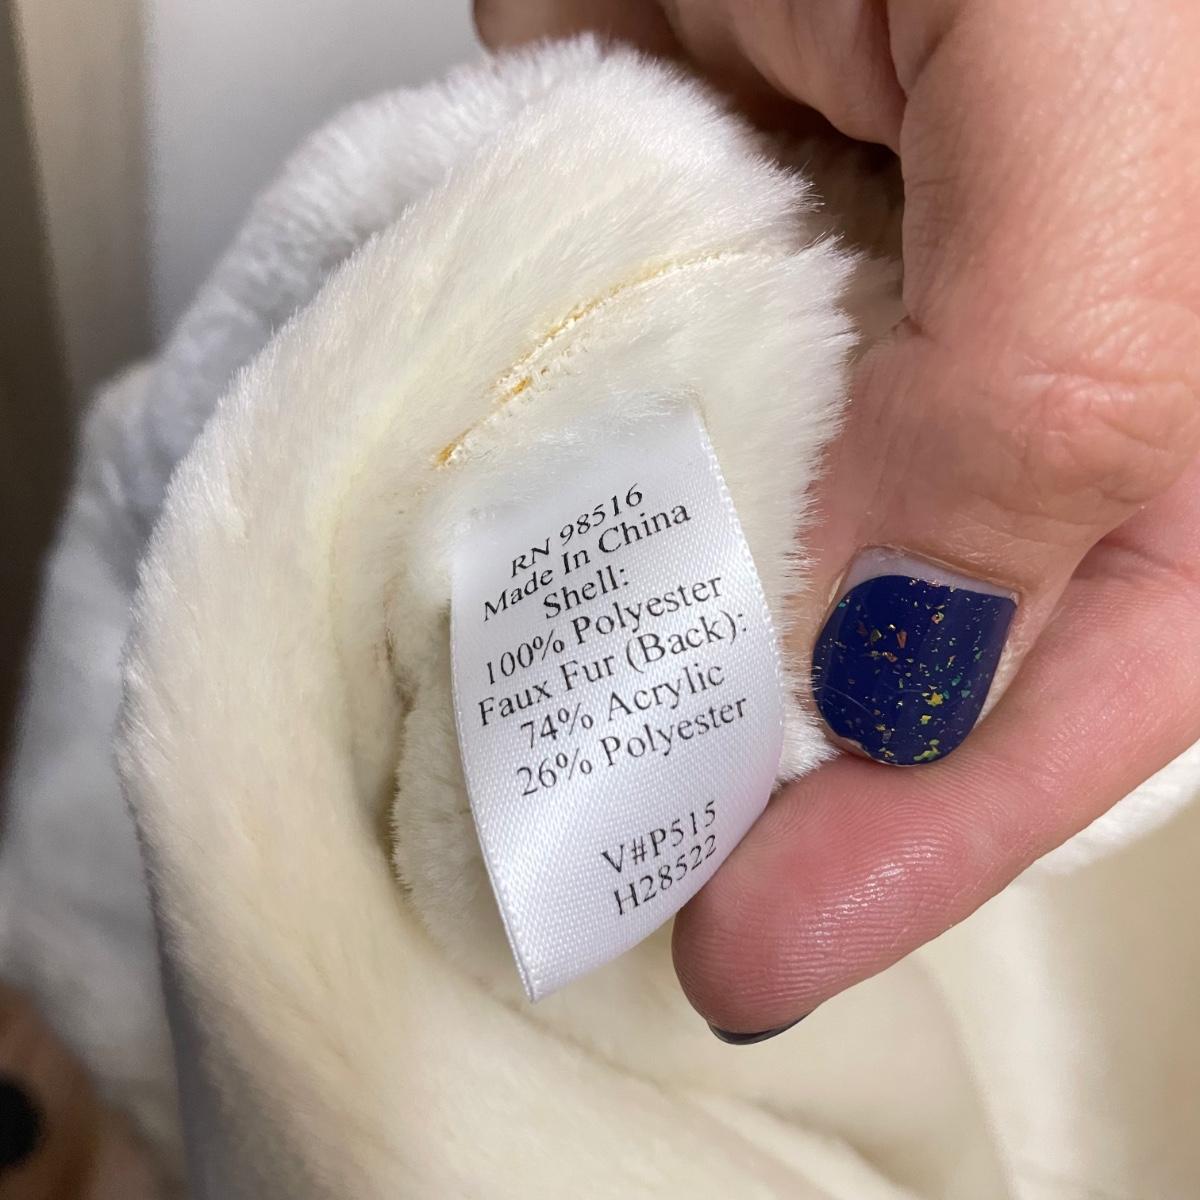 RN 98516
Made In China
Shell:
100% Polyester
Faux Fur (Back):
74% Acrylic
26% Polyester
V#P515
H28522